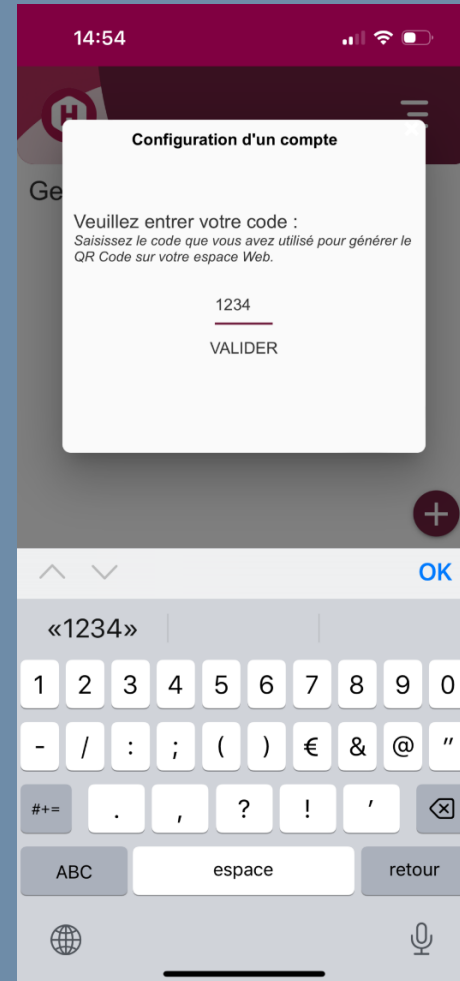 14:54
H
Configuration d'un compte
Ge
Veuillez entrer votre code :
Saisissez le code que vous avez utilisé pour générer le
QR Code sur votre espace Web.
1234
VALIDER
OK
«1234»
1 2 3 4 5 6 7 8 9 0
- / : ; ( ) € & @ "
#+= . , ? ! '
ABC espace retour